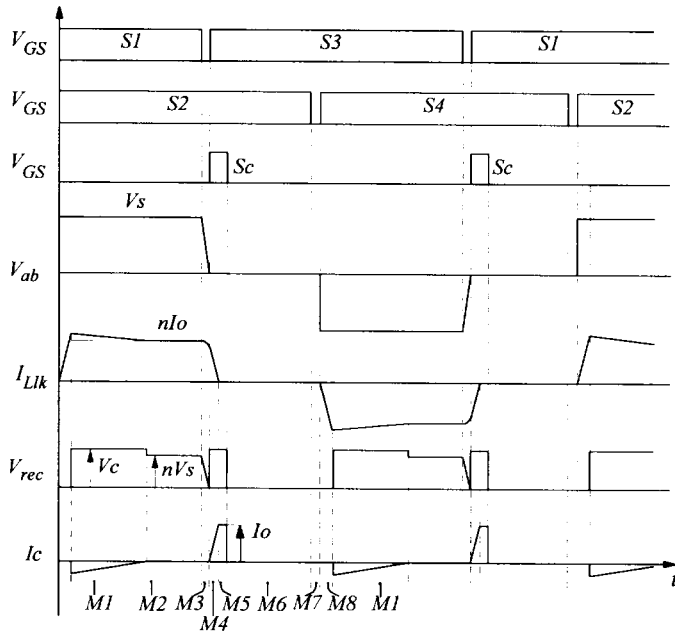 V_GS S1 S3 S1
V_GS S2 S4 S2
V_GS Sc Sc
Vs
V_ab
nIo
I_Llk
V_rec Vc nVs
Ic Io
t
M1 M2 M3 M5 M6 M7 M8 M1
M4